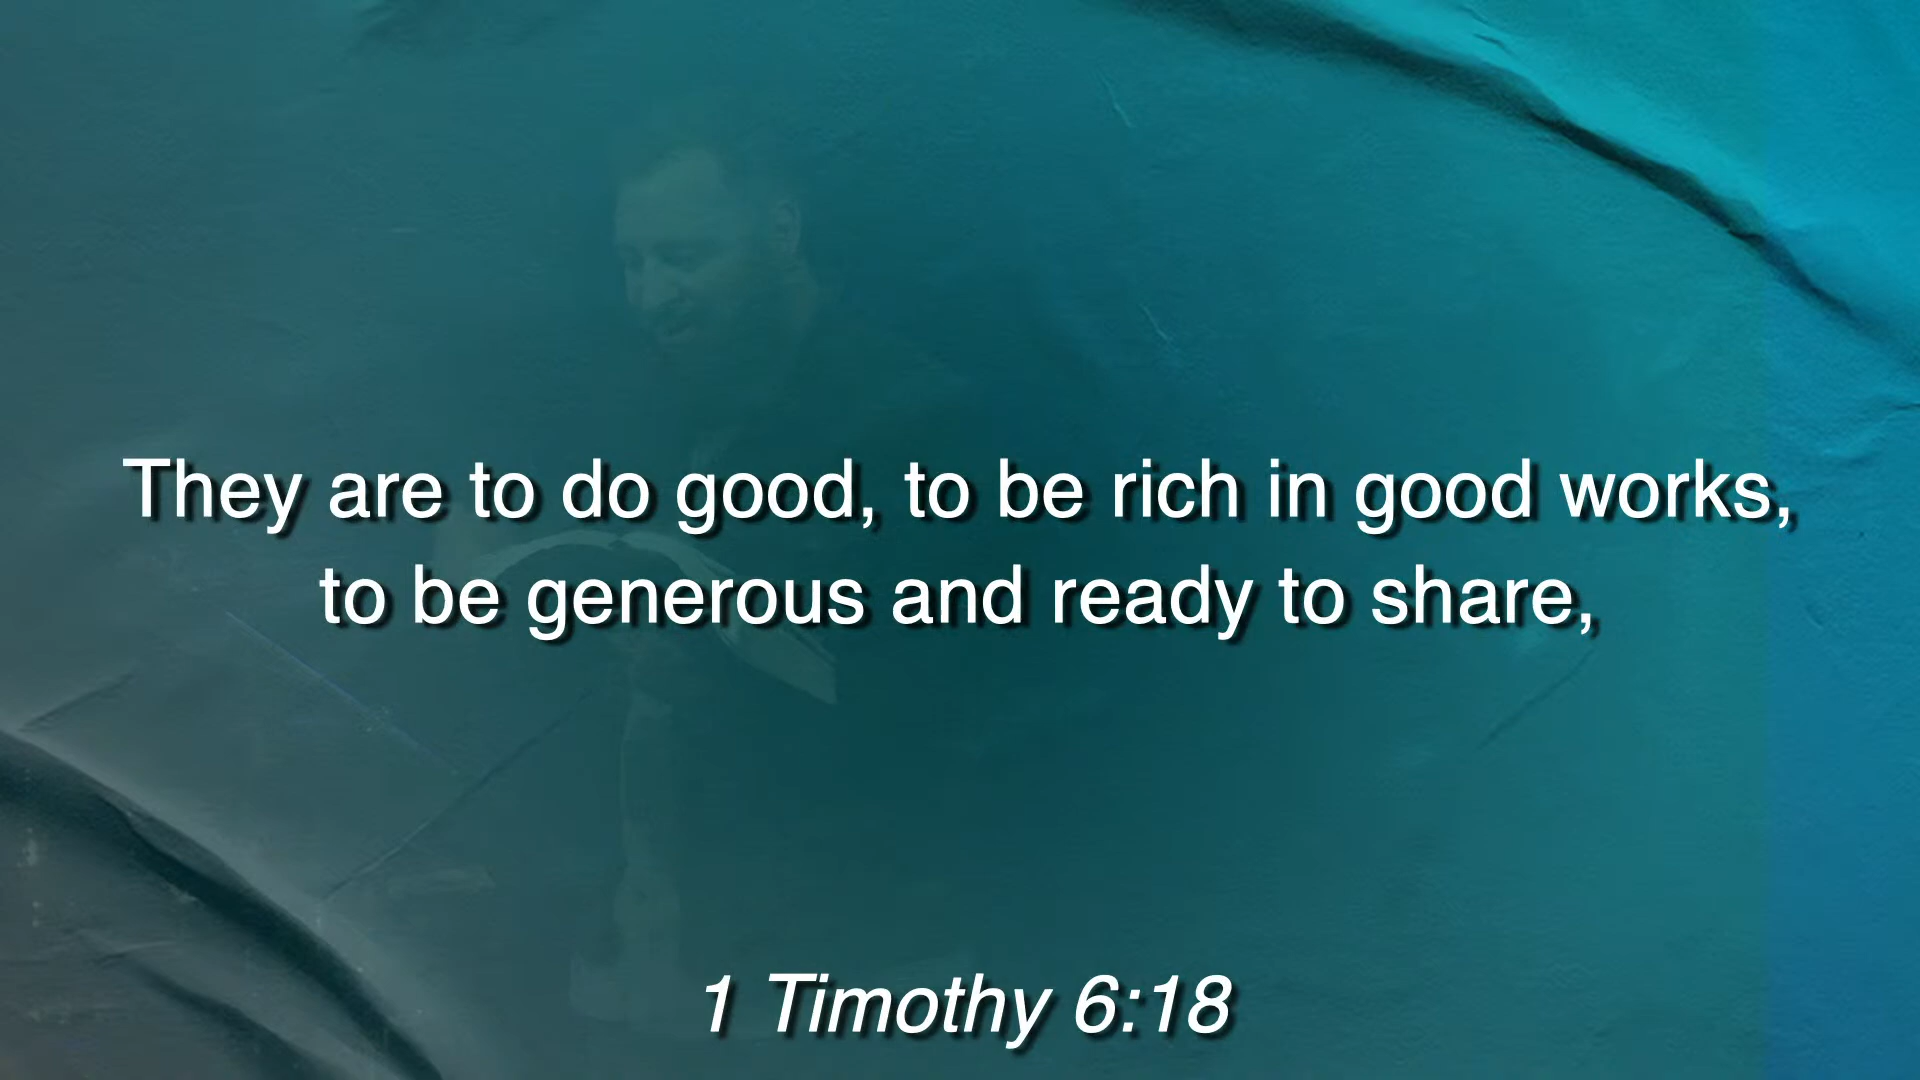 They are to do good, to be rich in good works,
to be generous and ready to share,
1 Timothy 6:18